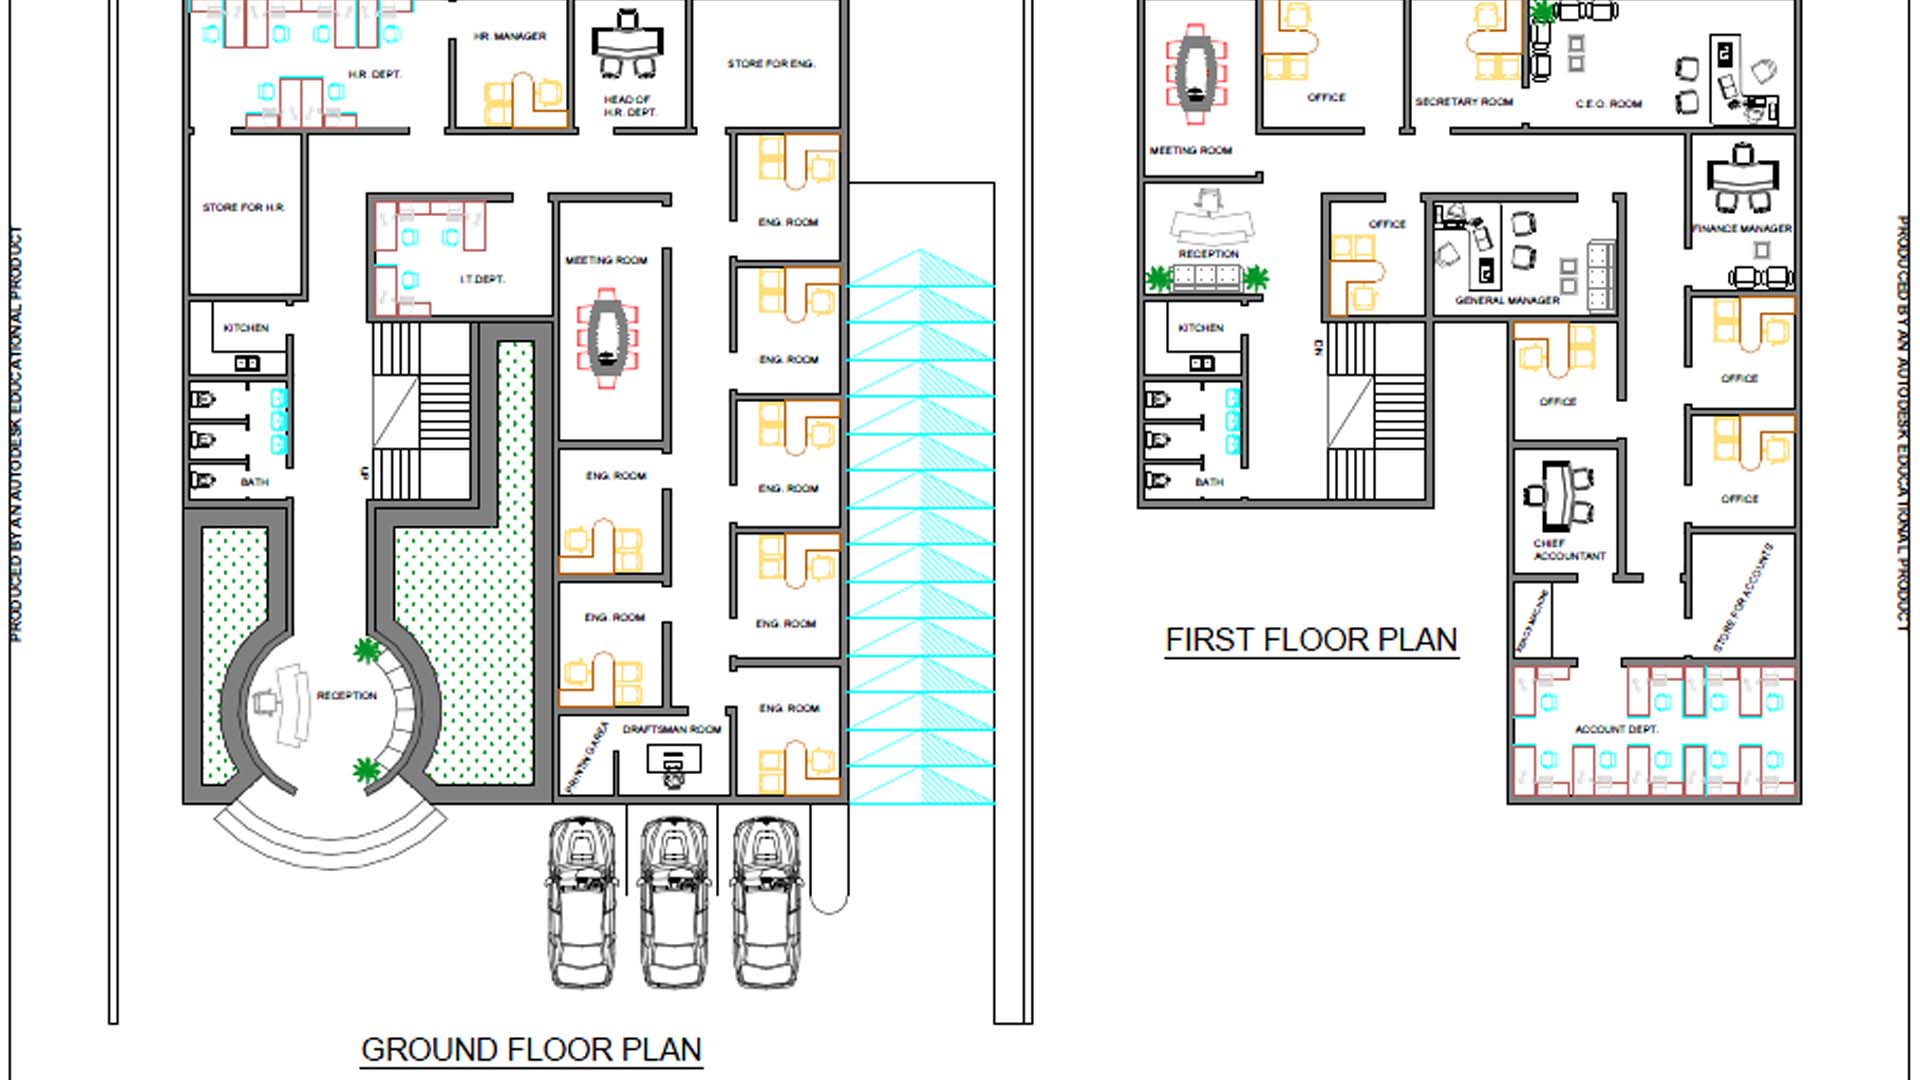 HR. MANAGER
H.R. DEPT.
HEAD OF
H.R. DEPT.
STORE FOR ENG.
STORE FOR H.R.
ENG. ROOM
I.T.DEPT.
MEETING ROOM
KITCHEN
ENG. ROOM
BATH
UP
ENG. ROOM
ENG. ROOM
ENG. ROOM
ENG. ROOM
RECEPTION
ENG. ROOM
PRINTING AREA
DRAFTSMAN ROOM
GROUND FLOOR PLAN
OFFICE
SECRETARY ROOM
C.E.O. ROOM
MEETING ROOM
RECEPTION
OFFICE
FINANCE MANAGER
GENERAL MANAGER
KITCHEN
DN
OFFICE
OFFICE
BATH
OFFICE
CHIEF
ACCOUNTANT
STORE FOR ACCOUNTS
ACCOUNT DEPT.
FIRST FLOOR PLAN
PRODUCED BY AN AUTODESK EDUCATIONAL PRODUCT
PRODUCED BY AN AUTODESK EDUCATIONAL PRODUCT